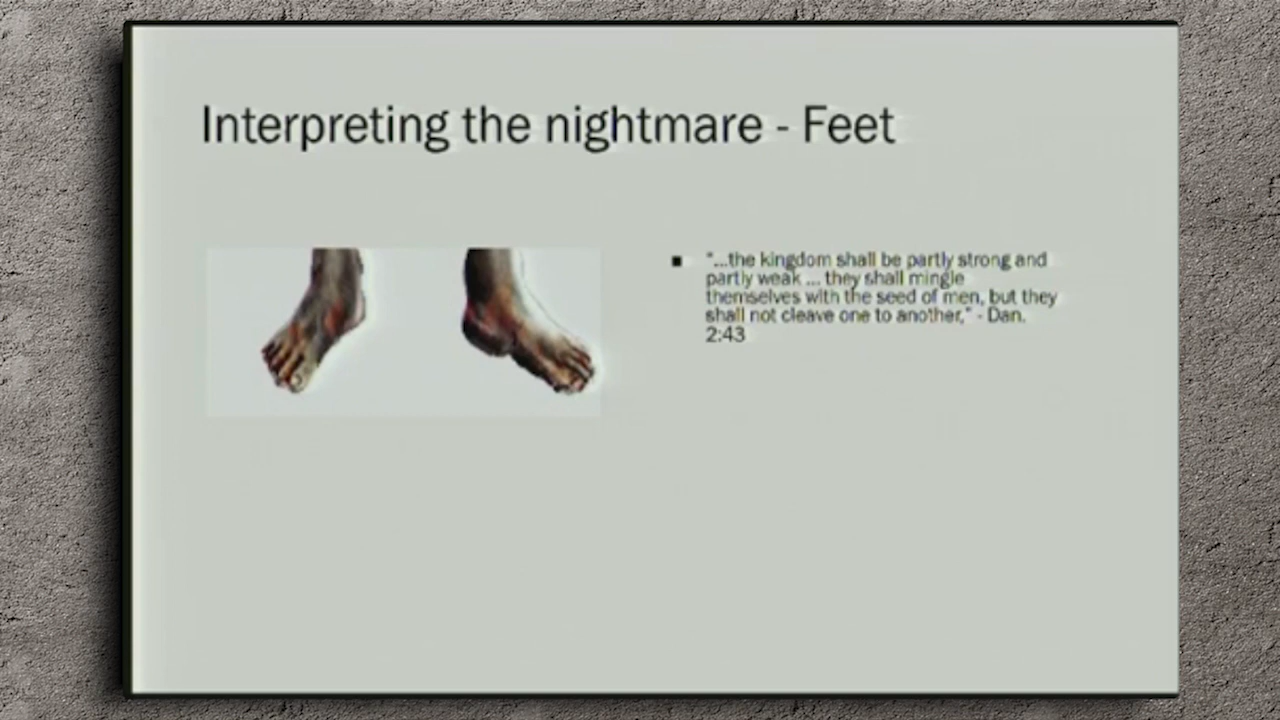 Interpreting the nightmare - Feet
"...the kingdom shall be partly strong and
partly weak ... they shall mingle
themselves with the seed of men, but they
shall not cleave one to another," - Dan.
2:43